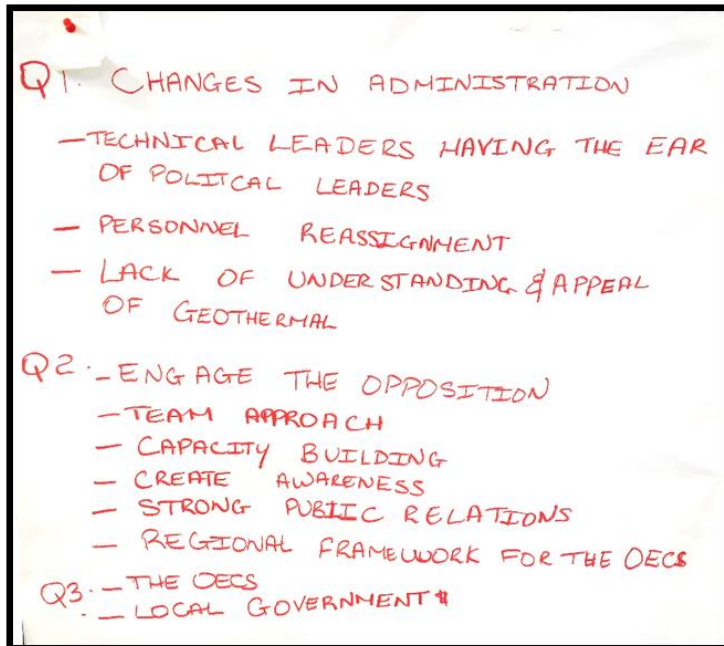 Q1. CHANGES IN ADMINISTRATION
- TECHNICAL LEADERS HAVING THE EAR
OF POLITCAL LEADERS
- PERSONNEL REASSIGNMENT
- LACK OF UNDERSTANDING & APPEAL
OF GEOTHERMAL
Q2. - ENGAGE THE OPPOSITION
- TEAM APPROACH
- CAPACITY BUILDING
- CREATE AWARENESS
- STRONG PUBLIC RELATIONS
- REGIONAL FRAMEWORK FOR THE OECS
Q3. - THE OECS
- LOCAL GOVERNMENT